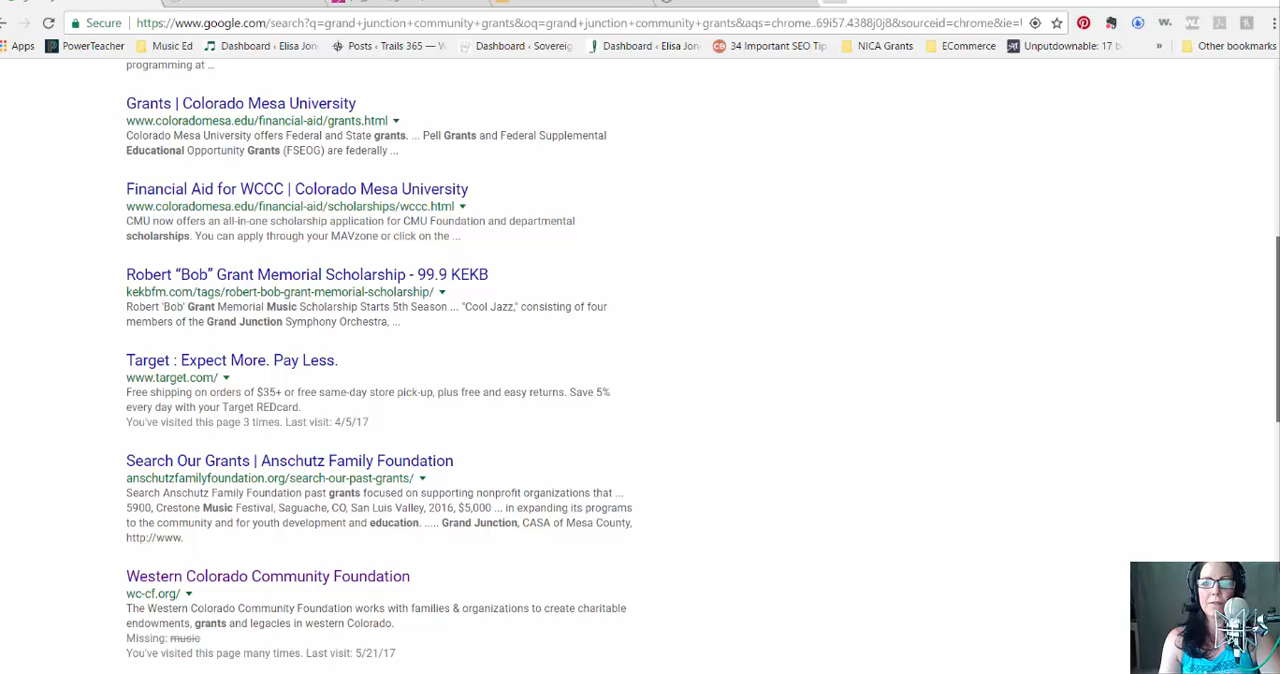 Secure https://www.google.com/search?q=grand+junction+community+grants&oq=grand+junction+community+grants&aqs=chrome..69i57.4388j0j8&sourceid=chrome&ie=
Apps PowerTeacher Music Ed Dashboard ‹ Elisa Jon Posts ‹ Trails 365 — W Dashboard ‹ Sovereig Dashboard ‹ Elisa Jon 34 Important SEO Tip NICA Grants ECommerce Unputdownable: 17 b » Other bookmarks
programming at ...
Grants | Colorado Mesa University
www.coloradomesa.edu/financial-aid/grants.html
Colorado Mesa University offers Federal and State grants. ... Pell Grants and Federal Supplemental
Educational Opportunity Grants (FSEOG) are federally ...
Financial Aid for WCCC | Colorado Mesa University
www.coloradomesa.edu/financial-aid/scholarships/wccc.html
CMU now offers an all-in-one scholarship application for CMU Foundation and departmental
scholarships. You can apply through your MAVzone or click on the ...
Robert “Bob” Grant Memorial Scholarship - 99.9 KEKB
kekbfm.com/tags/robert-bob-grant-memorial-scholarship/
Robert 'Bob' Grant Memorial Music Scholarship Starts 5th Season ... "Cool Jazz," consisting of four
members of the Grand Junction Symphony Orchestra, ...
Target : Expect More. Pay Less.
www.target.com/
Free shipping on orders of $35+ or free same-day store pick-up, plus free and easy returns. Save 5%
every day with your Target REDcard.
You've visited this page 3 times. Last visit: 4/5/17
Search Our Grants | Anschutz Family Foundation
anschutzfamilyfoundation.org/search-our-past-grants/
Search Anschutz Family Foundation past grants focused on supporting nonprofit organizations that ...
5900, Crestone Music Festival, Saguache, CO, San Luis Valley, 2016, $5,000 ... in expanding its programs
to the community and for youth development and education. ..... Grand Junction, CASA of Mesa County,
http://www.
Western Colorado Community Foundation
wc-cf.org/
The Western Colorado Community Foundation works with families & organizations to create charitable
endowments, grants and legacies in western Colorado.
Missing: music
You've visited this page many times. Last visit: 5/21/17